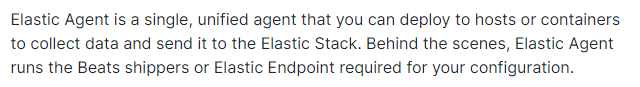 Elastic Agent is a single, unified agent that you can deploy to hosts or containers
to collect data and send it to the Elastic Stack. Behind the scenes, Elastic Agent
runs the Beats shippers or Elastic Endpoint required for your configuration.